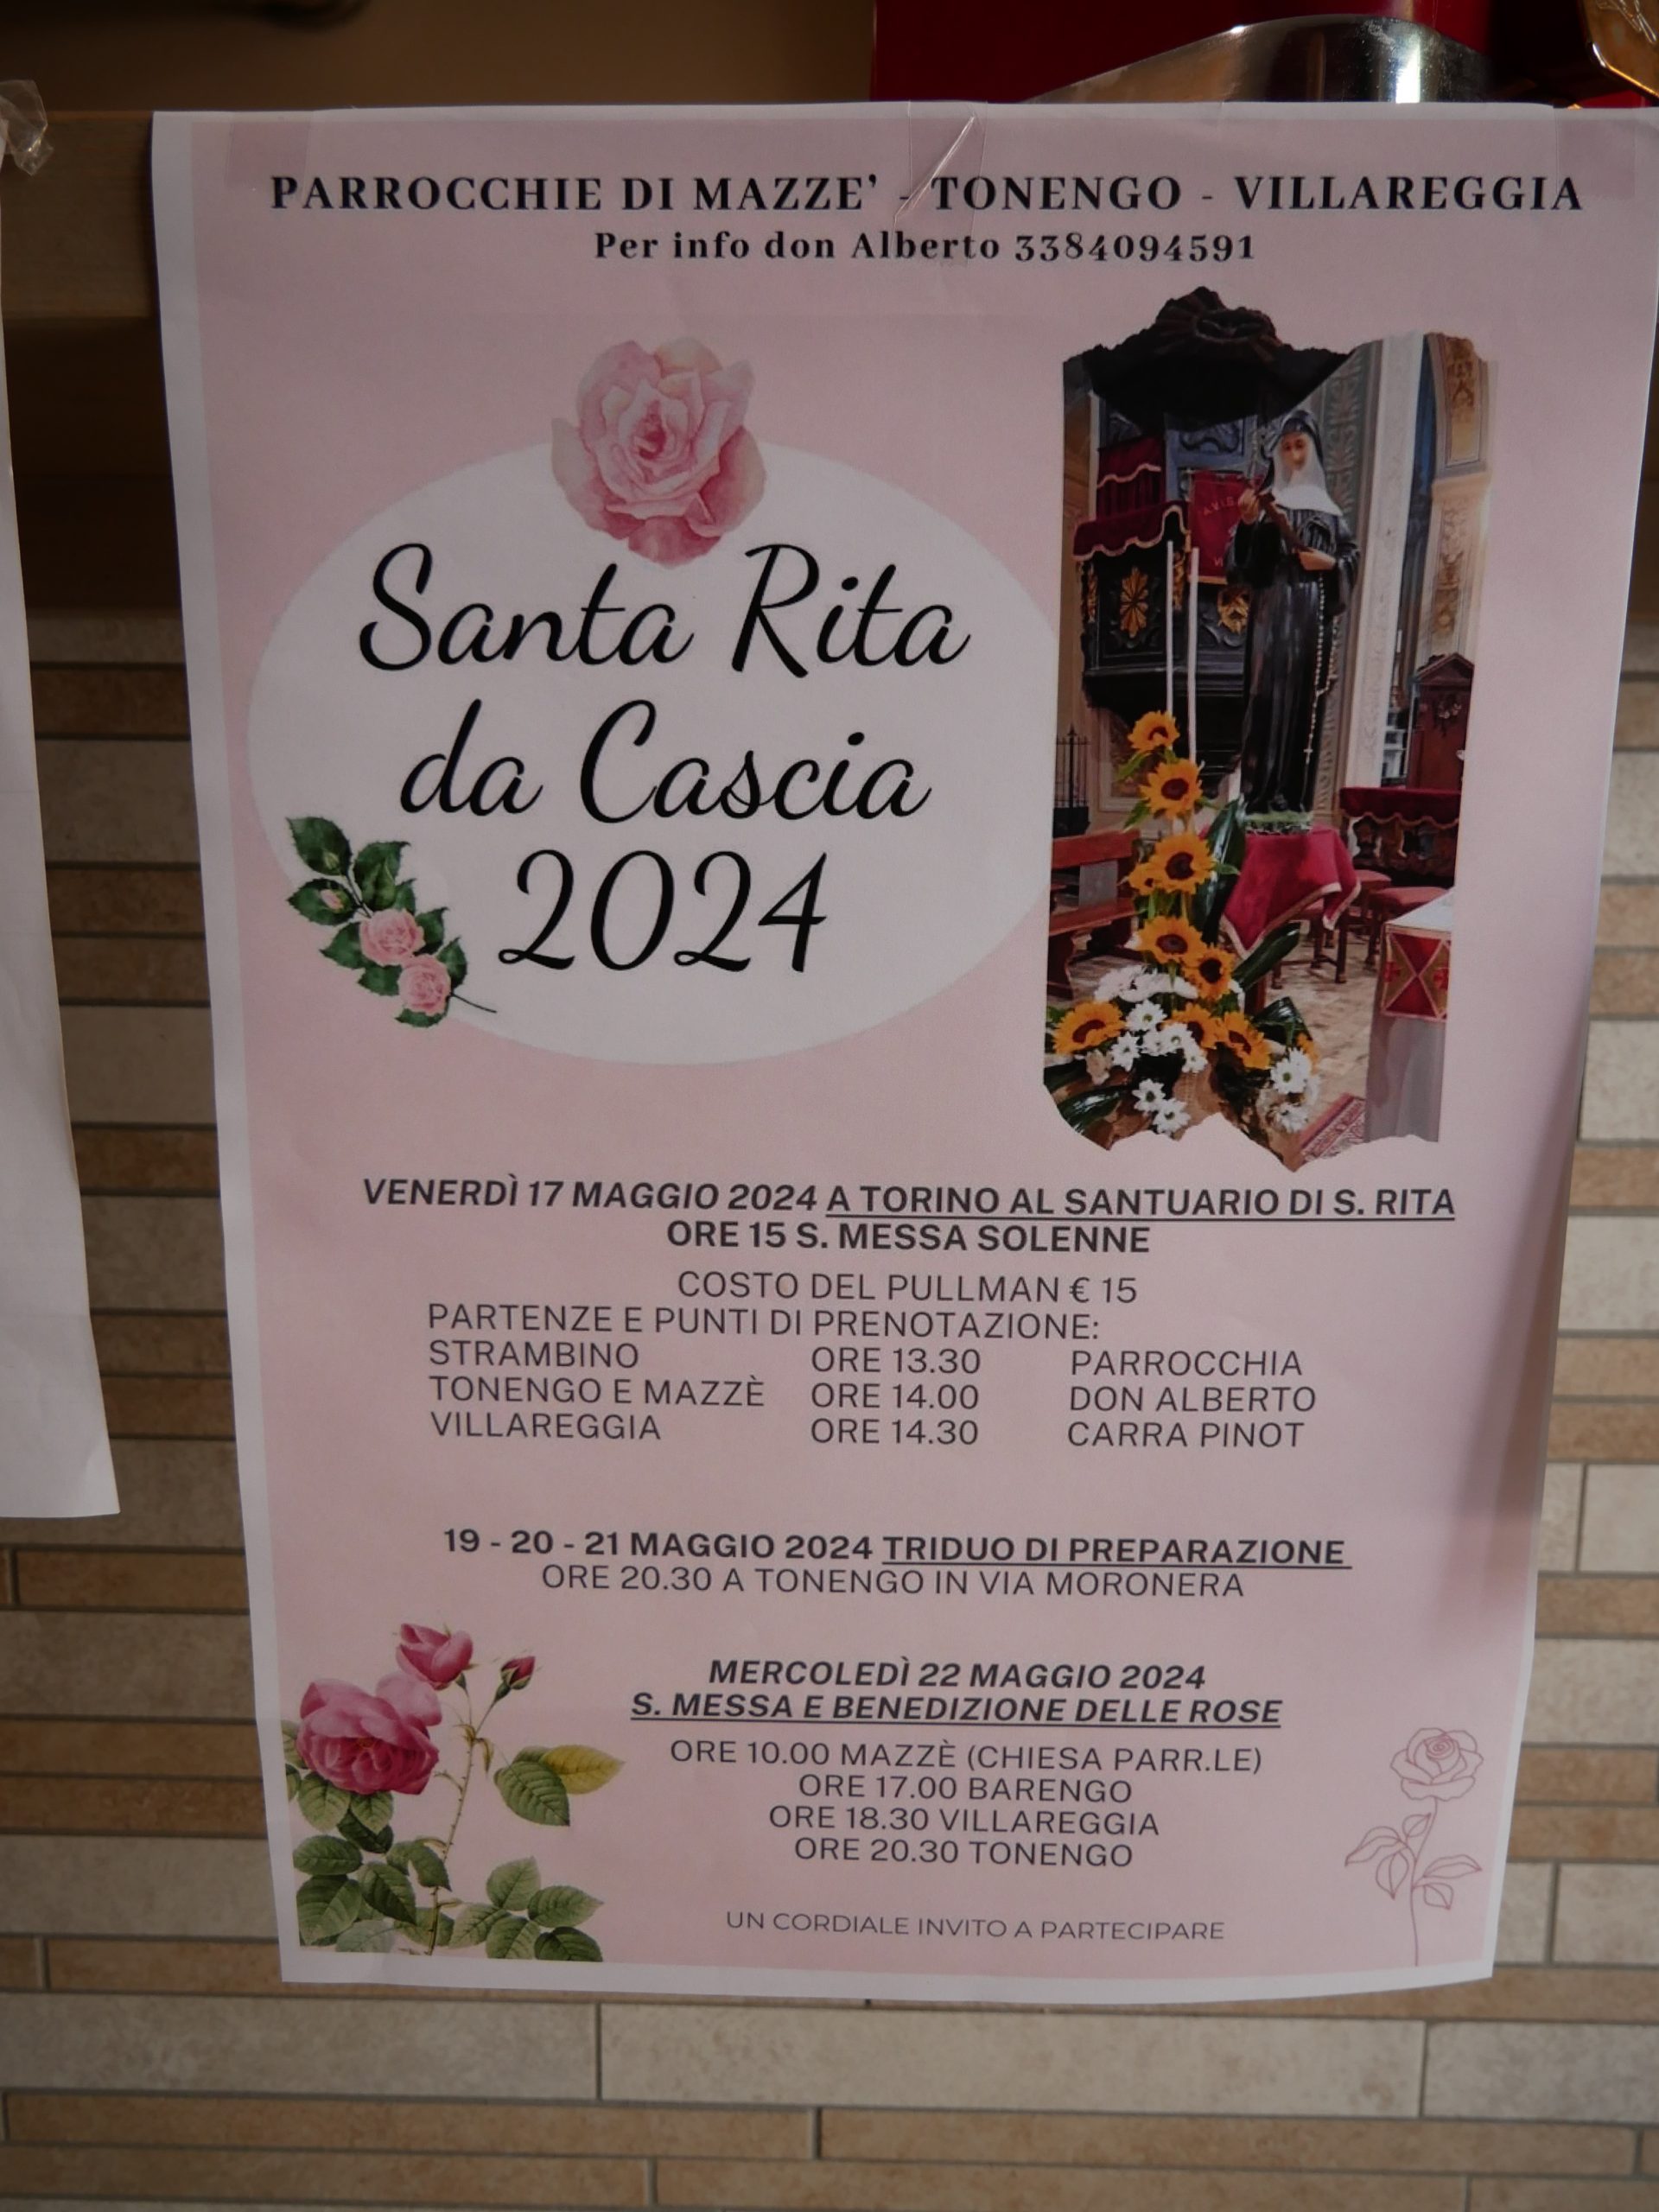 PARROCCHIE DI MAZZE' - TONENGO - VILLAREGGIA
Per info don Alberto 3384094591
Santa Rita
da Cascia
2024
VENERDÌ 17 MAGGIO 2024 A TORINO AL SANTUARIO DI S. RITA
ORE 15 S. MESSA SOLENNE
COSTO DEL PULLMAN € 15
PARTENZE E PUNTI DI PRENOTAZIONE:
STRAMBINO ORE 13.30 PARROCCHIA
TONENGO E MAZZÈ ORE 14.00 DON ALBERTO
VILLAREGGIA ORE 14.30 CARRA PINOT
19 - 20 - 21 MAGGIO 2024 TRIDUO DI PREPARAZIONE
ORE 20.30 A TONENGO IN VIA MORONERA
MERCOLEDÌ 22 MAGGIO 2024
S. MESSA E BENEDIZIONE DELLE ROSE
ORE 10.00 MAZZÈ (CHIESA PARR.LE)
ORE 17.00 BARENGO
ORE 18.30 VILLAREGGIA
ORE 20.30 TONENGO
UN CORDIALE INVITO A PARTECIPARE